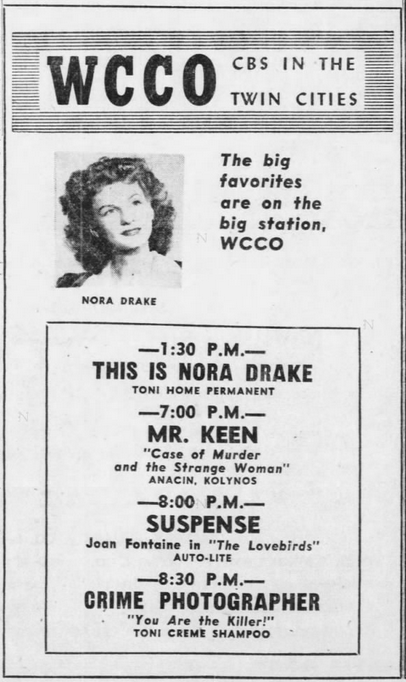 WCCO
CBS IN THE
TWIN CITIES
The big
favorites
are on the
big station,
WCCO
NORA DRAKE
—1:30 P.M.—
THIS IS NORA DRAKE
TONI HOME PERMANENT
—7:00 P.M.—
MR. KEEN
"Case of Murder
and the Strange Woman"
ANACIN, KOLYNOS
—8:00 P.M.—
SUSPENSE
Joan Fontaine in "The Lovebirds"
AUTO-LITE
—8:30 P.M.—
CRIME PHOTOGRAPHER
"You Are the Killer!"
TONI CREME SHAMPOO